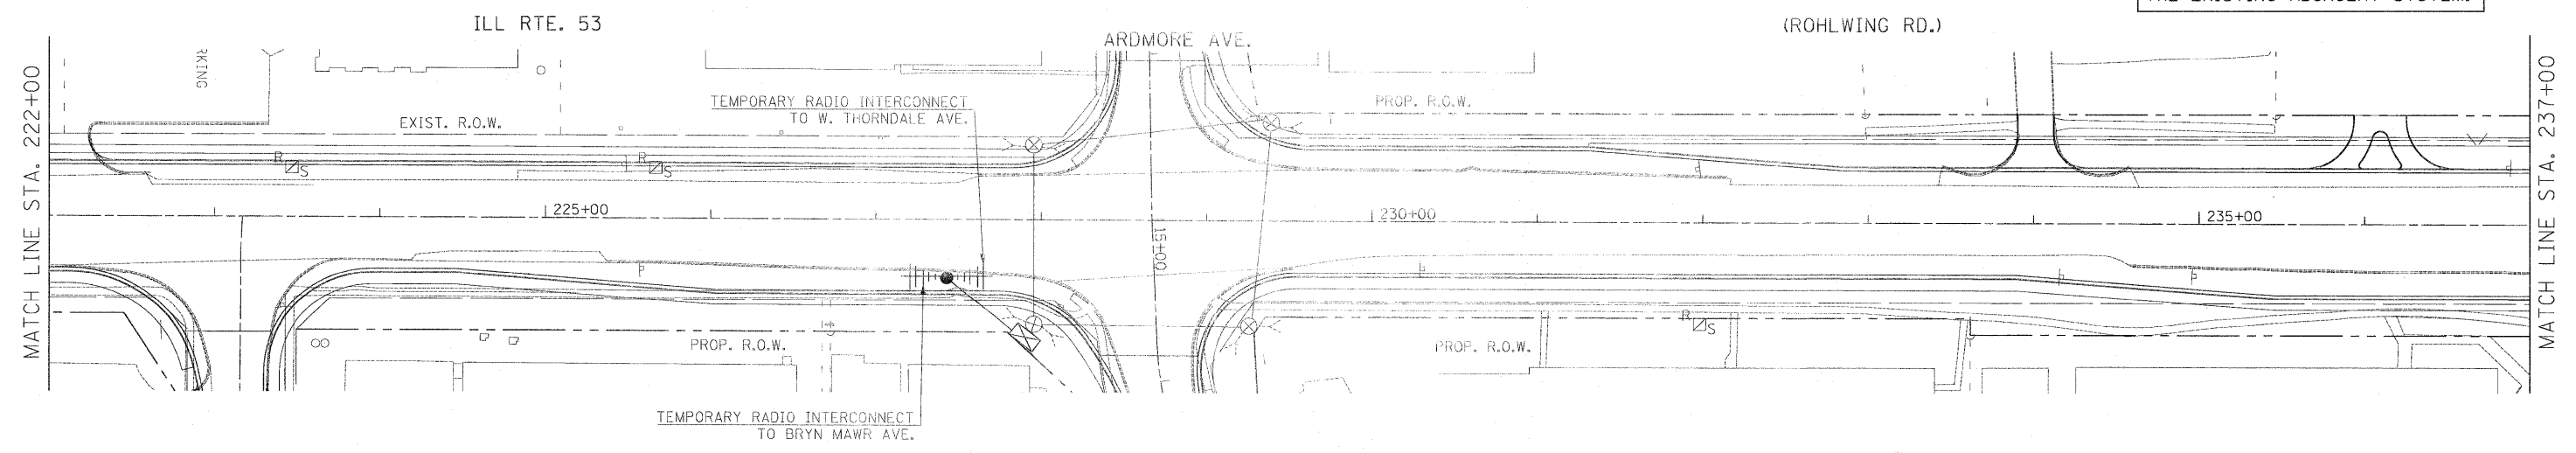 ILL RTE. 53
ARDMORE AVE.
(ROHLWING RD.)
MATCH LINE STA. 222+00
RKING
TEMPORARY RADIO INTERCONNECT
TO W. THORNDALE AVE.
EXIST. R.O.W.
PROP. R.O.W.
R
S
R
S
225+00
230+00
235+00
15+00
R
S
PROP. R.O.W.
PROP. R.O.W.
TEMPORARY RADIO INTERCONNECT
TO BRYN MAWR AVE.
MATCH LINE STA. 237+00